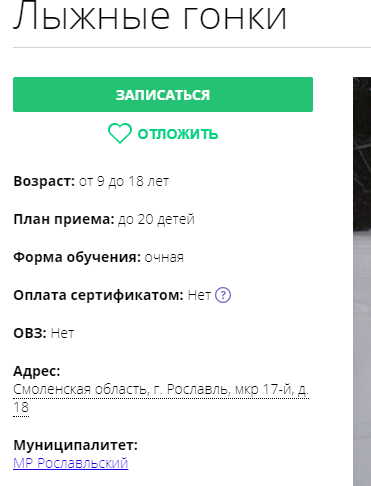 Лыжные гонки
ЗАПИСАТЬСЯ
ОТЛОЖИТЬ
Возраст: от 9 до 18 лет
План приема: до 20 детей
Форма обучения: очная
Оплата сертификатом: Нет ?
ОВЗ: Нет
Адрес:
Смоленская область, г. Рославль, мкр 17-й, д.
18
Муниципалитет:
МР Рославльский